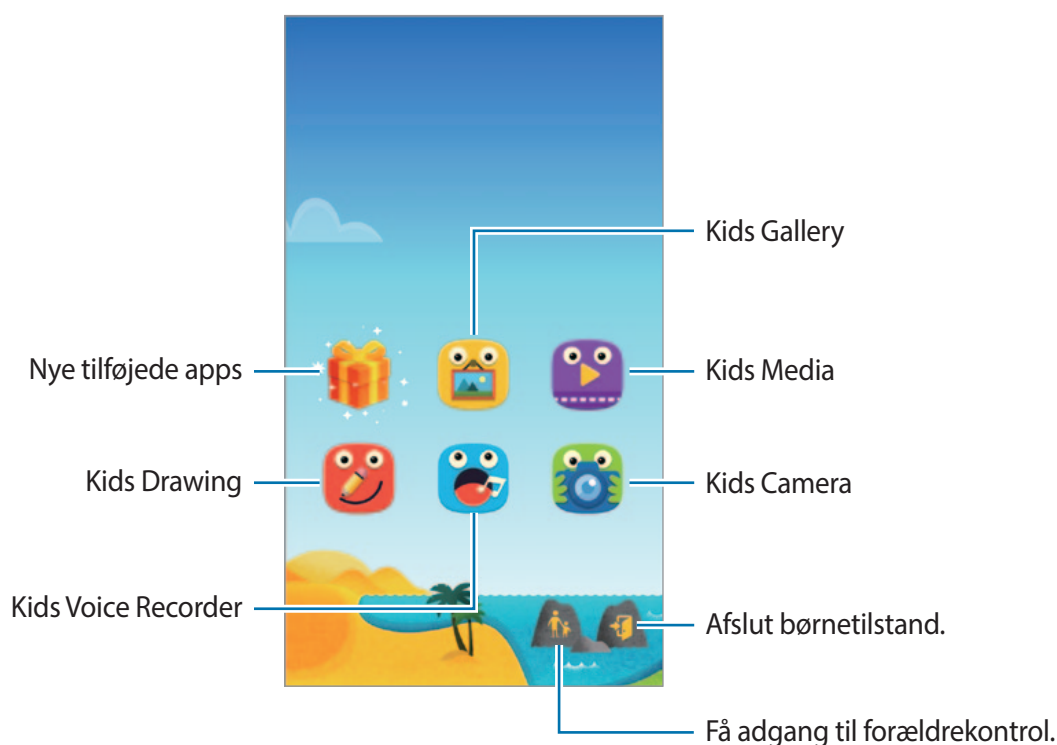 Kids Gallery
Nye tilføjede apps
Kids Media
Kids Drawing
Kids Camera
Kids Voice Recorder
Afslut børnetilstand.
Få adgang til forældrekontrol.